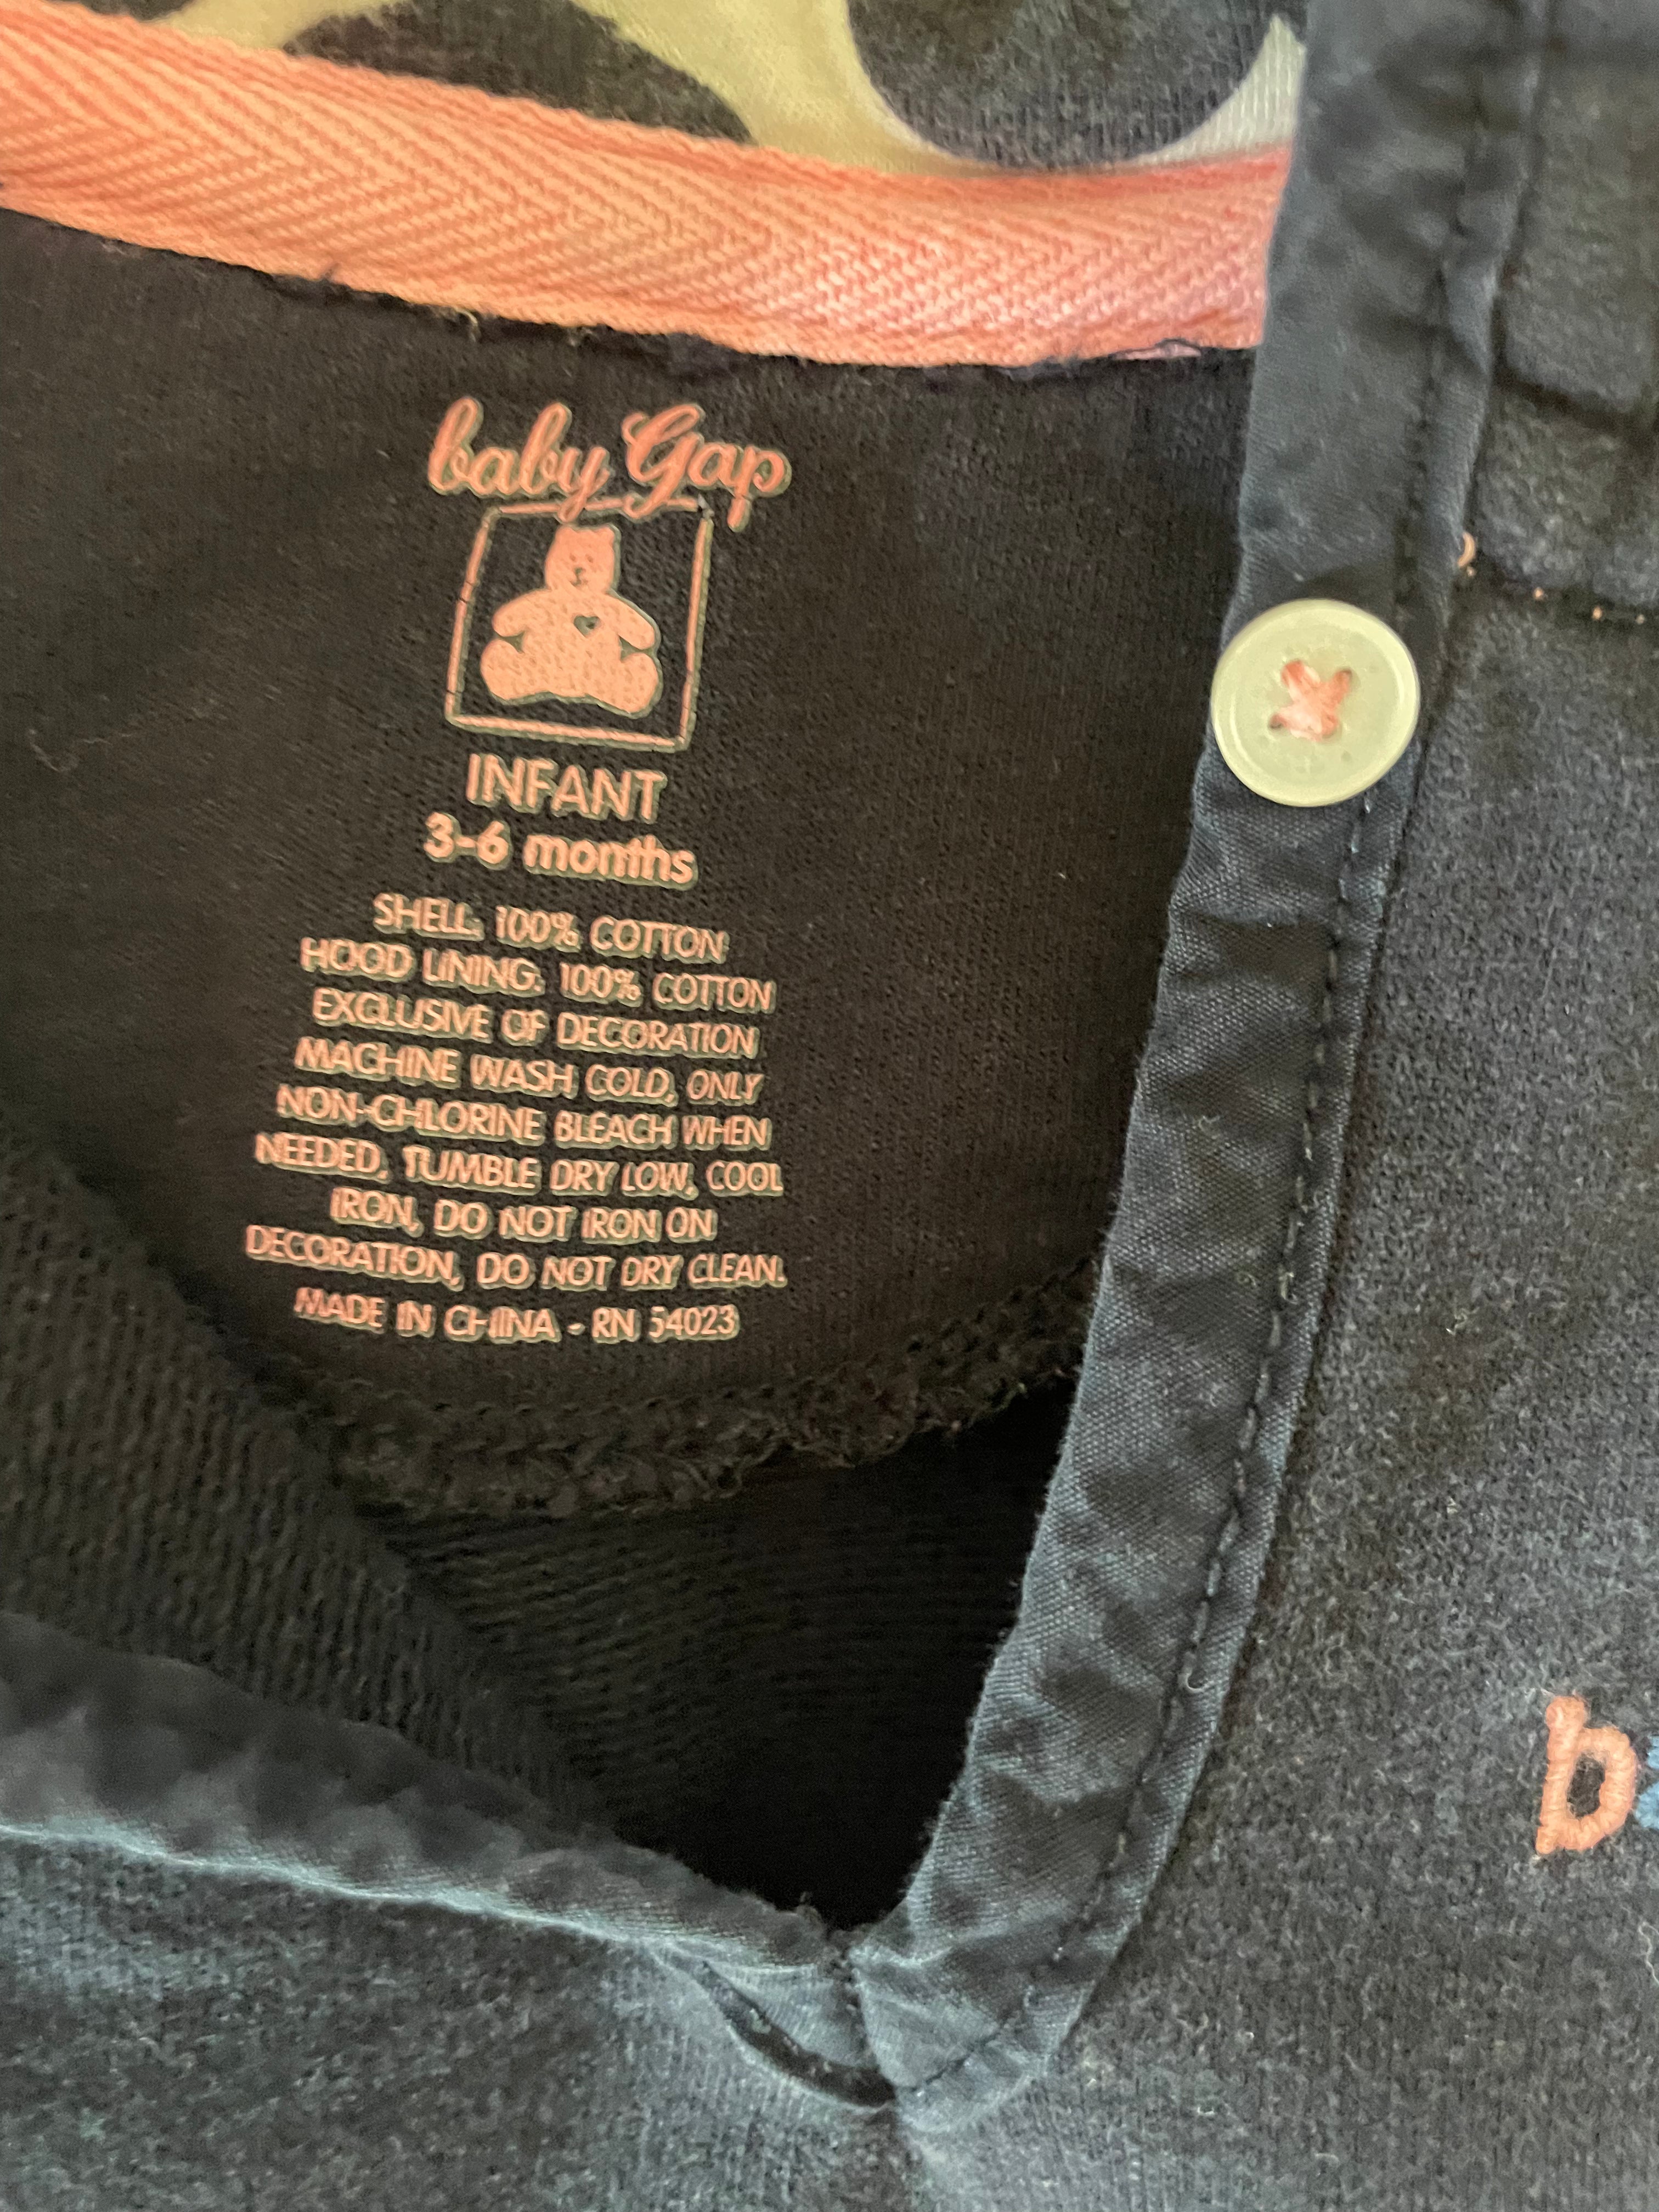 baby Gap
INFANT
3-6 months
SHELL: 100% COTTON
HOOD LINING: 100% COTTON
EXCLUSIVE OF DECORATION
MACHINE WASH COLD, ONLY
NON-CHLORINE BLEACH WHEN
NEEDED, TUMBLE DRY LOW, COOL
IRON, DO NOT IRON ON
DECORATION, DO NOT DRY CLEAN.
MADE IN CHINA - RN 54023
b